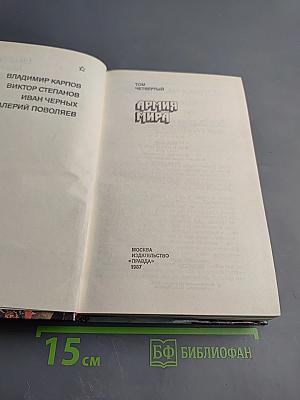 ВЛАДИМИР КАРПОВ
ВИКТОР СТЕПАНОВ
ИВАН ЧЕРНЫХ
АЛЕРИЙ ПОВОЛЯЕВ
ТОМ
ЧЕТВЕРТЫЙ
АРМИЯ
МИРА
МОСКВА
ИЗДАТЕЛЬСТВО
«ПРАВДА»
1987
15 см
БФ БИБЛИОФАН